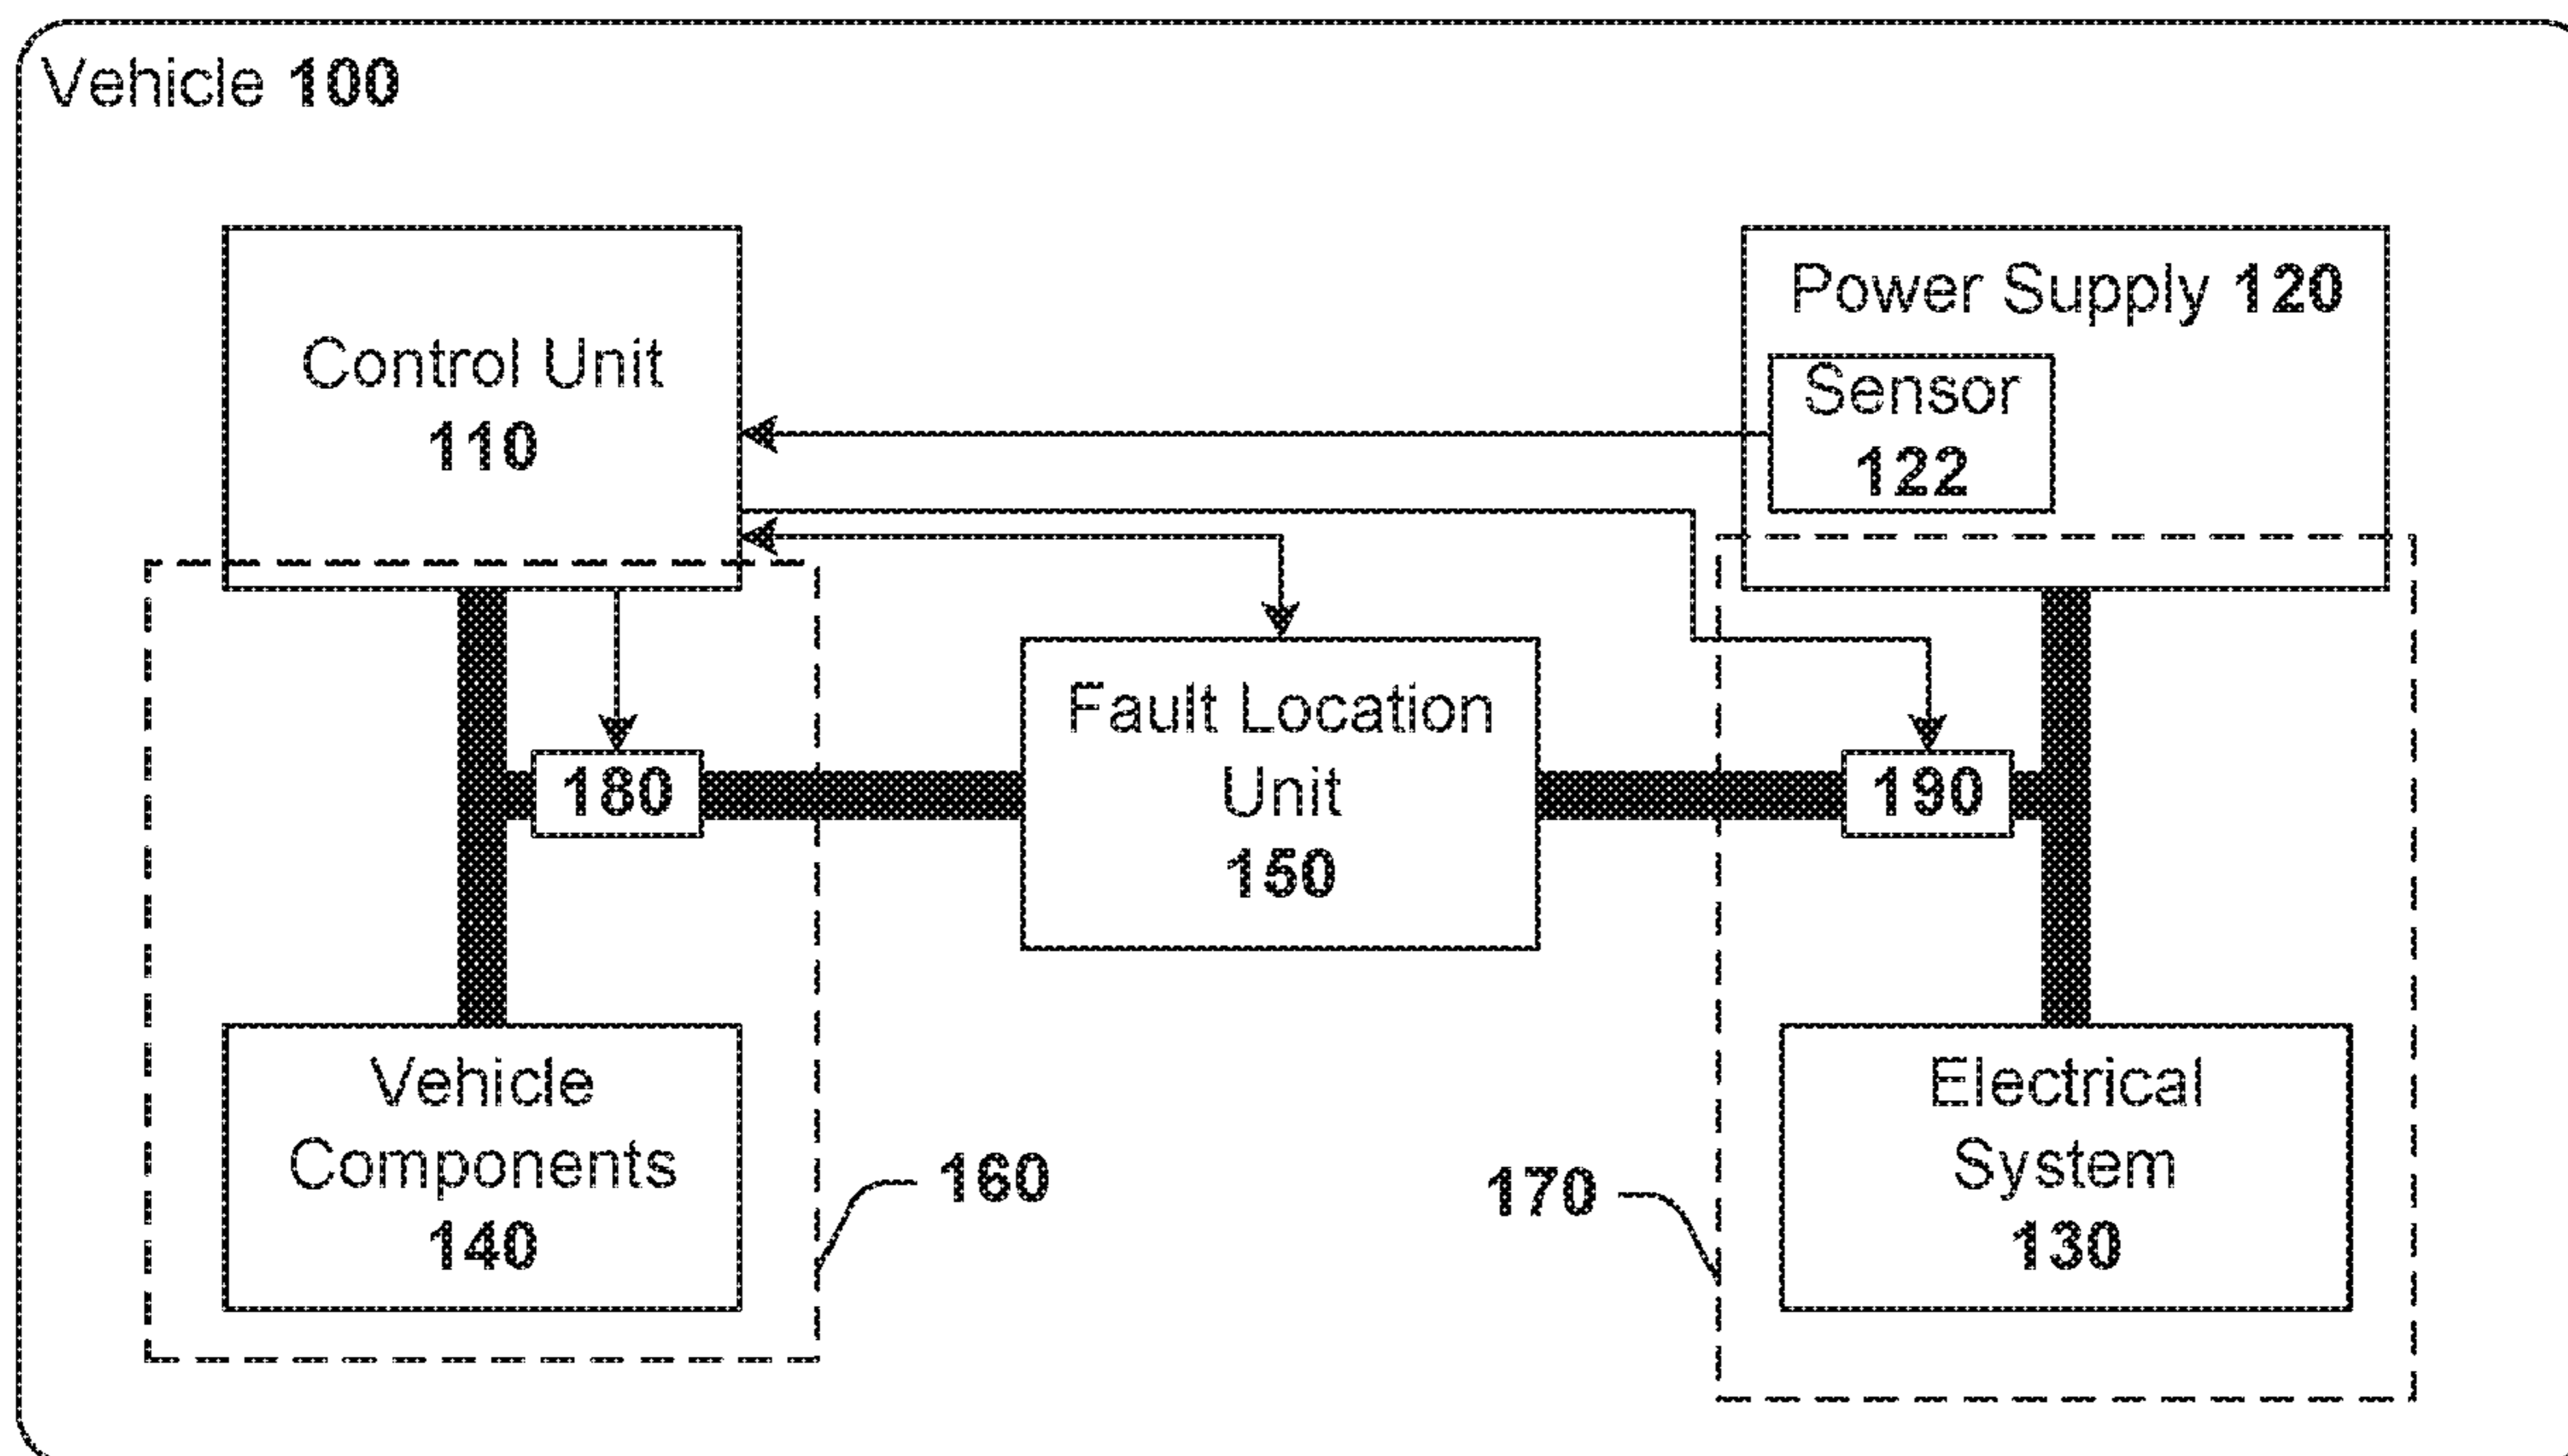 Vehicle 100
Control Unit
110
Power Supply 120
Sensor
122
Fault Location
Unit
150
180
190
Vehicle
Components
140
160
170
Electrical
System
130